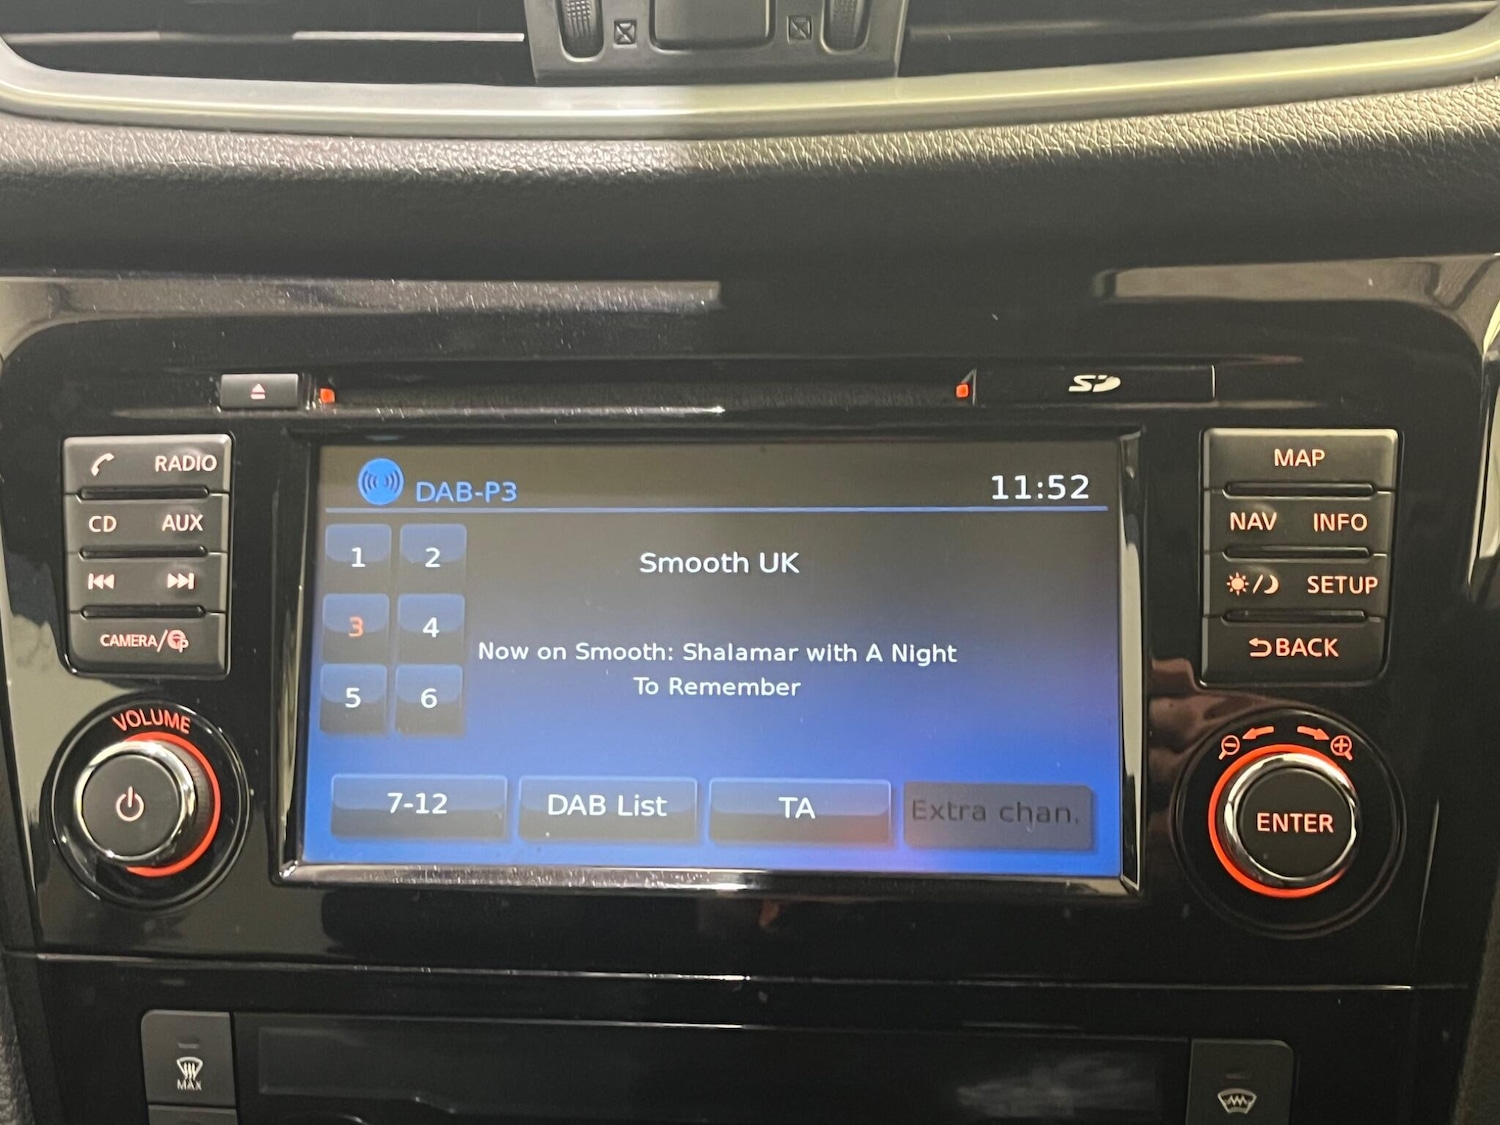 SD
RADIO
CD AUX
CAMERA/
VOLUME
DAB-P3
11:52
1 2
3 4
5 6
Smooth UK
Now on Smooth: Shalamar with A Night
To Remember
7-12
DAB List
TA
Extra chan.
MAP
NAV INFO
SETUP
BACK
ENTER
MAX